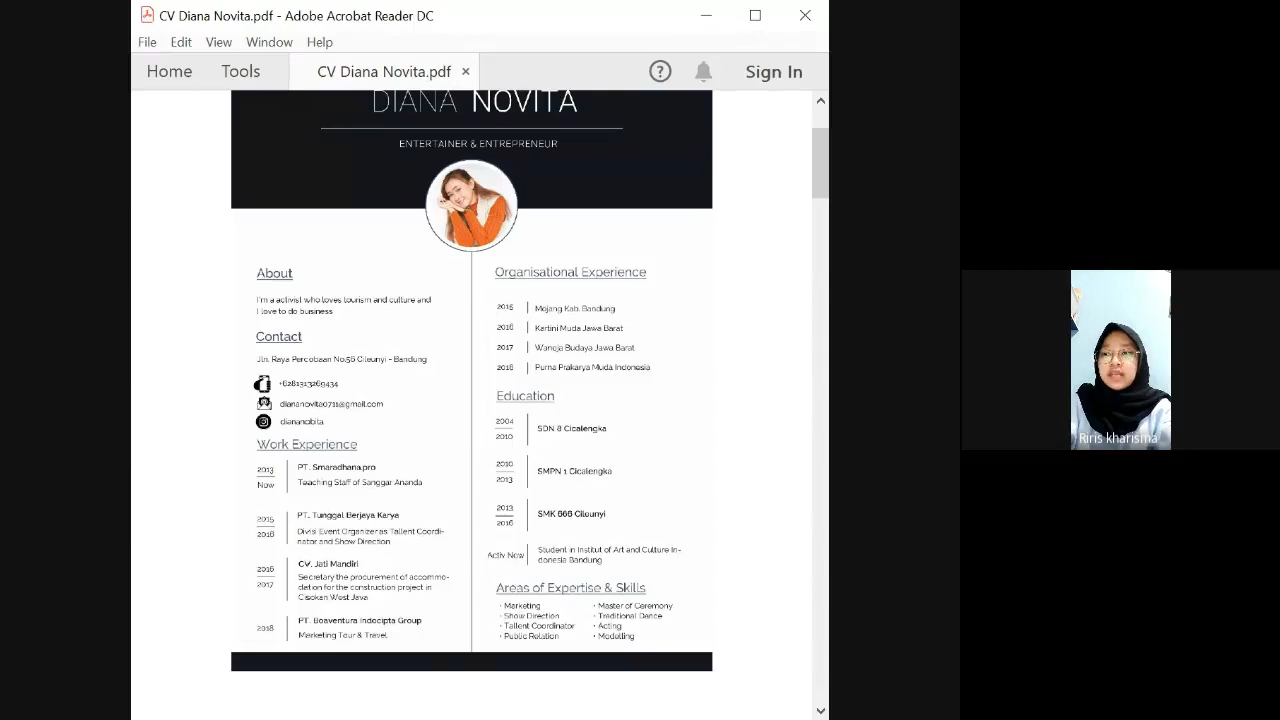 CV Diana Novita.pdf - Adobe Acrobat Reader DC
File Edit View Window Help
Home Tools CV Diana Novita.pdf × ? Sign In
DIANA NOVITA
ENTERTAINER & ENTREPRENEUR
About
I'm a activist who loves tourism and culture and
I love to do business
Contact
Jln. Raya Percobaan No.56 Cileunyi - Bandung
+6281313269434
diananovita0711@gmail.com
diananobita
Work Experience
2013
Now
PT. Smaradhana.pro
Teaching Staff of Sanggar Ananda
2015
2016
PT. Tunggal Berjaya Karya
Divisi Event Organizer as Tallent Coordi-
nator and Show Direction
2016
2017
CV. Jati Mandiri
Secretary the procurement of accommo-
dation for the construction project in
Cisokan West Java
2018
PT. Boaventura Indocipta Group
Marketing Tour & Travel
Organisational Experience
2015 Mojang Kab. Bandung
2016 Kartini Muda Jawa Barat
2017 Wanoja Budaya Jawa Barat
2018 Purna Prakarya Muda Indonesia
Education
2004
2010
SDN 8 Cicalengka
2010
2013
SMPN 1 Cicalengka
2013
2016
SMK 666 Cileunyi
Activ Now
Student in Institut of Art and Culture In-
donesia Bandung
Areas of Expertise & Skills
· Marketing
· Show Direction
· Tallent Coordinator
· Public Relation
· Master of Ceremony
· Traditional Dance
· Acting
· Modelling
Riris kharisma